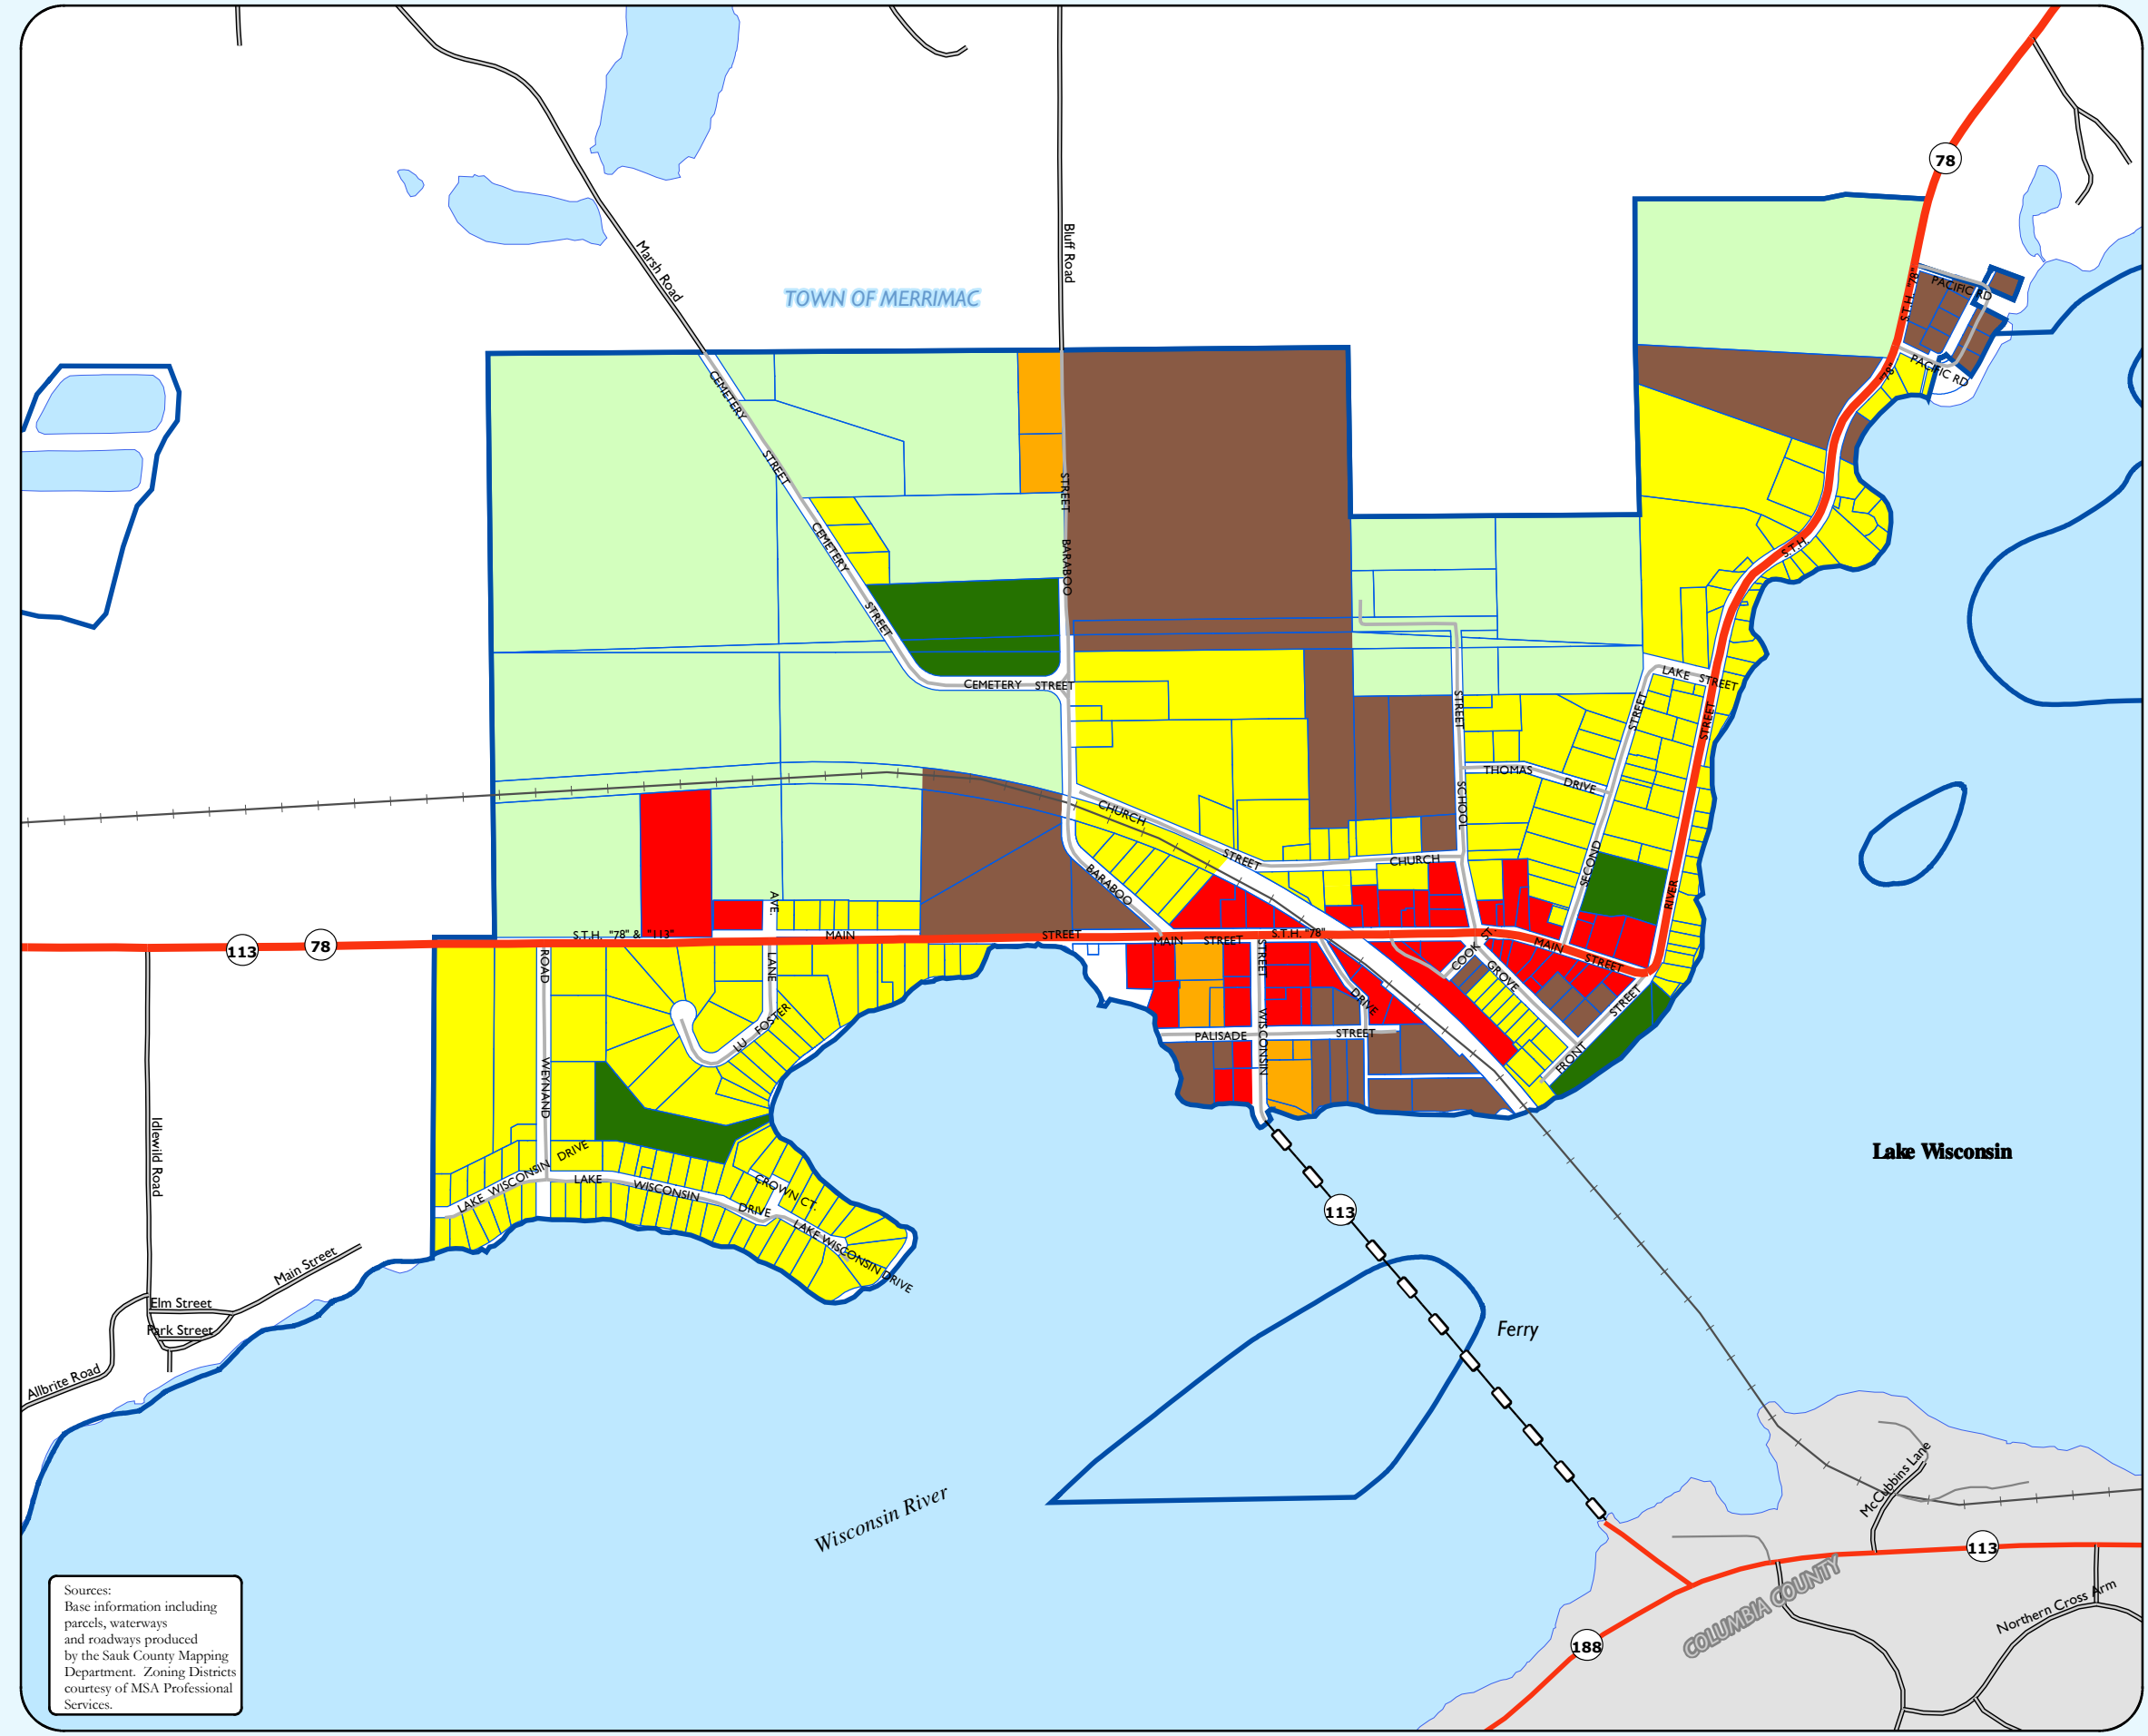 78
Bluff Road
Marsh Road
TOWN OF MERRIMAC
S.T.H. "78"
PACIFIC RD
PACIFIC RD
"78"
CEMETERY
STREET
STREET
CEMETERY
BARABOO
S.T.H.
STREET
CEMETERY STREET
LAKE STREET
STREET
STREET
STREET
THOMAS
DRIVE
SCHOOL
CHURCH
STREET
CHURCH
SECOND
BARABOO
RIVER
AVE.
113
78
S.T.H. "78" & "113"
MAIN
STREET
MAIN
STREET
S.T.H. "78"
COOK ST.
MAIN
STREET
ROAD
LANE
STREET
GROVE
DRIVE
STREET
LU FOSTER
WISCONSIN
PALISADE
STREET
FRONT
WEYNAND
Idlewild Road
LAKE WISCONSIN DRIVE
LAKE
WISCONSIN
DRIVE
CROWN CT.
LAKE WISCONSIN DRIVE
Lake Wisconsin
113
Main Street
Elm Street
Park Street
Allbrite Road
Ferry
Wisconsin River
McCubbins Lane
113
COLUMBIA COUNTY
Northern Cross Arm
188
Sources:
Base information including
parcels, waterways
and roadways produced
by the Sauk County Mapping
Department. Zoning Districts
courtesy of MSA Professional
Services.